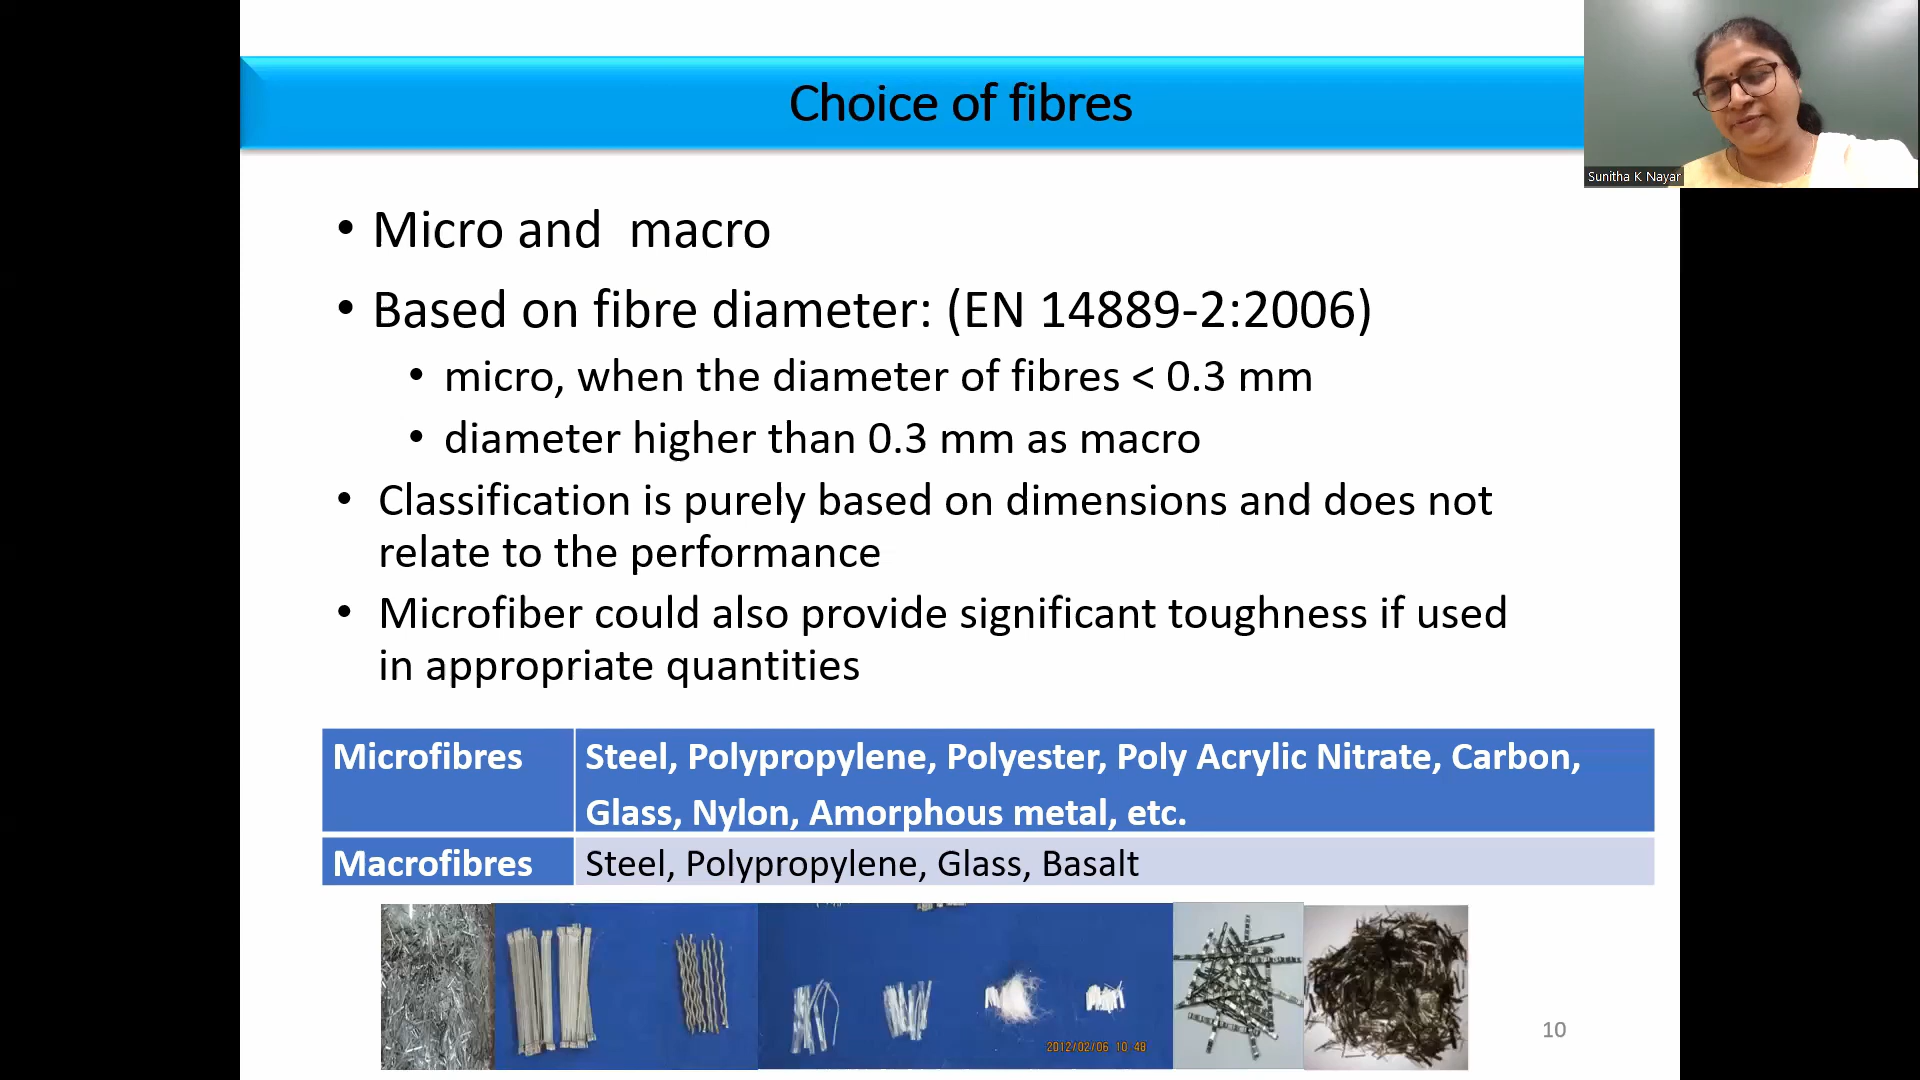 Choice of fibres
Sunitha K Nayar
• Micro and macro
• Based on fibre diameter: (EN 14889-2:2006)
• micro, when the diameter of fibres < 0.3 mm
• diameter higher than 0.3 mm as macro
• Classification is purely based on dimensions and does not
relate to the performance
• Microfiber could also provide significant toughness if used
in appropriate quantities
Microfibres
Steel, Polypropylene, Polyester, Poly Acrylic Nitrate, Carbon,
Glass, Nylon, Amorphous metal, etc.
Macrofibres
Steel, Polypropylene, Glass, Basalt
2012/02/06 10:48
10